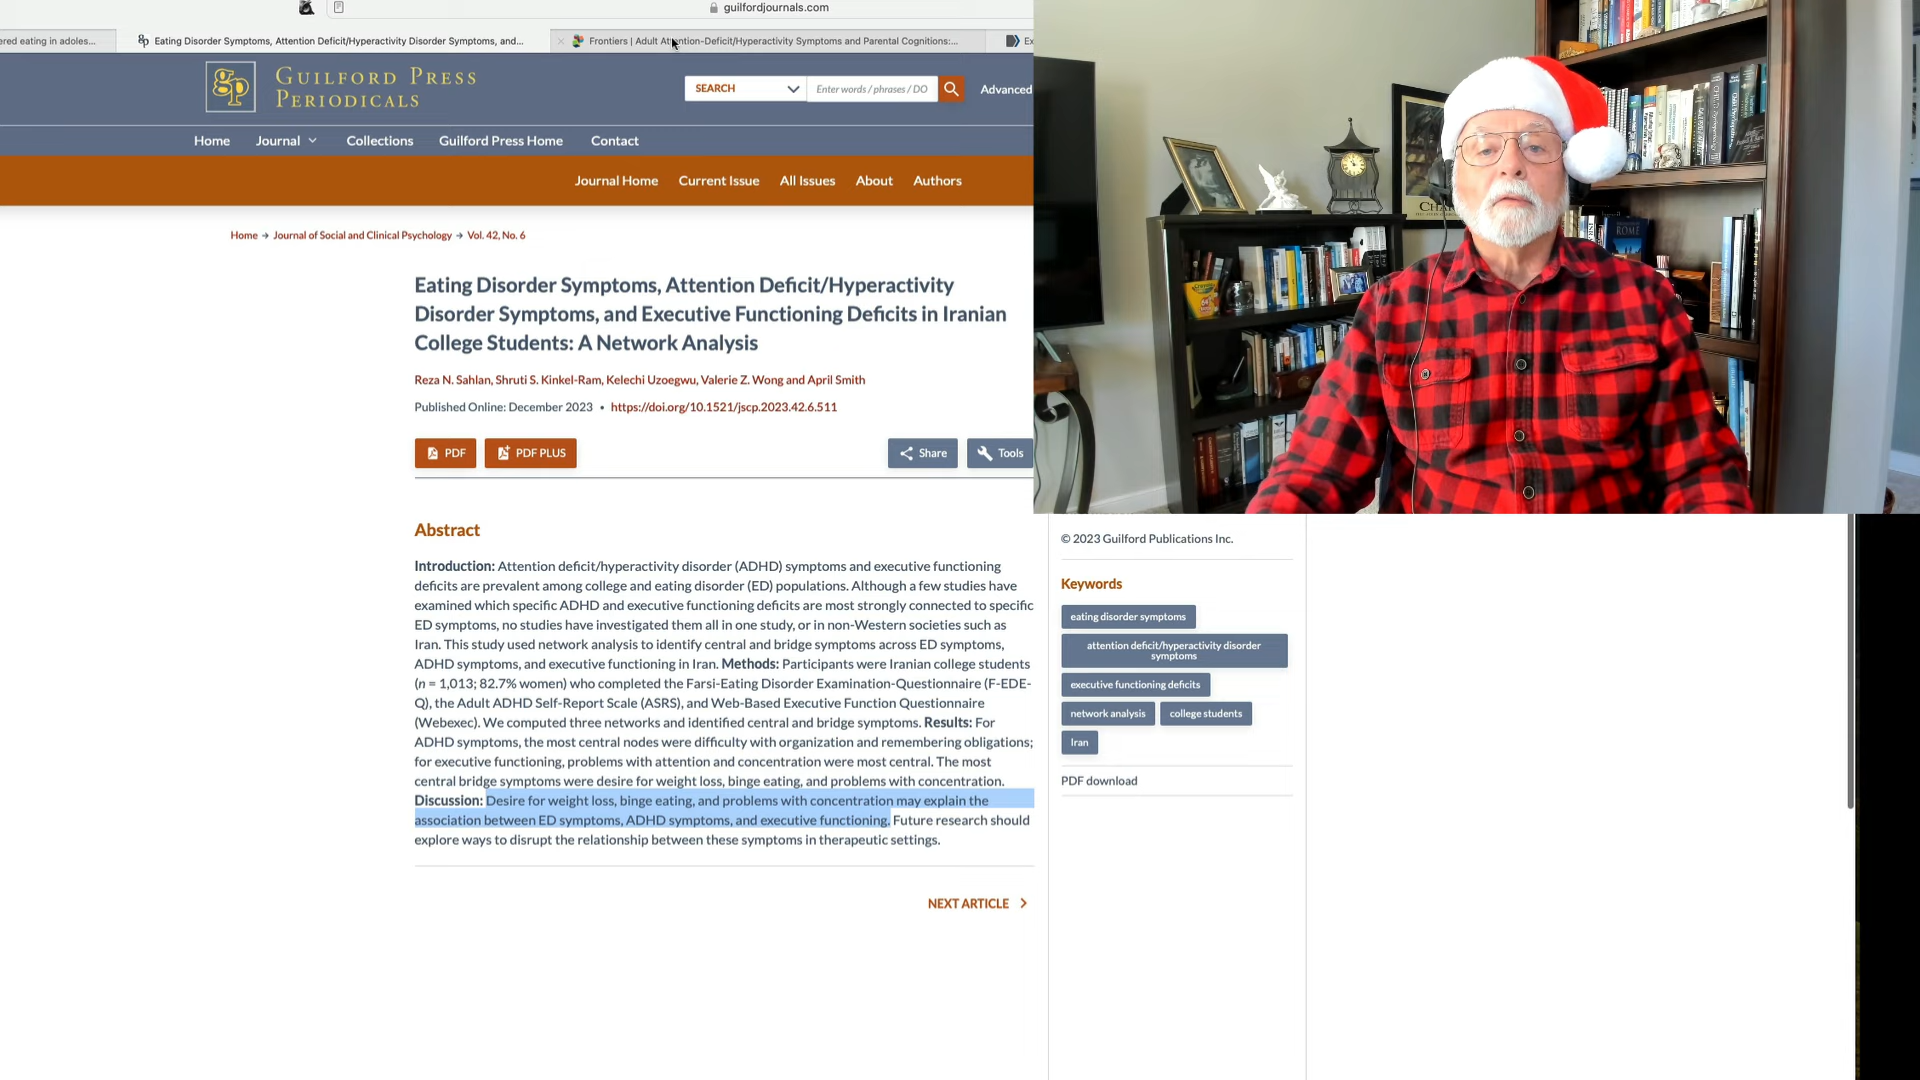 guilfordjournals.com
ered eating in adoles...
gp Eating Disorder Symptoms, Attention Deficit/Hyperactivity Disorder Symptoms, and...
Frontiers | Adult Attention-Deficit/Hyperactivity Symptoms and Parental Cognitions:...
Ex
gp
GUILFORD PRESS
PERIODICALS
SEARCH
Enter words / phrases / DO
Advanced
Home
Journal
Collections
Guilford Press Home
Contact
Journal Home
Current Issue
All Issues
About
Authors
Home → Journal of Social and Clinical Psychology → Vol. 42, No. 6
Eating Disorder Symptoms, Attention Deficit/Hyperactivity
Disorder Symptoms, and Executive Functioning Deficits in Iranian
College Students: A Network Analysis
Reza N. Sahlan, Shruti S. Kinkel-Ram, Kelechi Uzoegwu, Valerie Z. Wong and April Smith
Published Online: December 2023 • https://doi.org/10.1521/jscp.2023.42.6.511
PDF
PDF PLUS
Share
Tools
Abstract
Introduction: Attention deficit/hyperactivity disorder (ADHD) symptoms and executive functioning
deficits are prevalent among college and eating disorder (ED) populations. Although a few studies have
examined which specific ADHD and executive functioning deficits are most strongly connected to specific
ED symptoms, no studies have investigated them all in one study, or in non-Western societies such as
Iran. This study used network analysis to identify central and bridge symptoms across ED symptoms,
ADHD symptoms, and executive functioning in Iran. Methods: Participants were Iranian college students
(n = 1,013; 82.7% women) who completed the Farsi-Eating Disorder Examination-Questionnaire (F-EDE-
Q), the Adult ADHD Self-Report Scale (ASRS), and Web-Based Executive Function Questionnaire
(Webexec). We computed three networks and identified central and bridge symptoms. Results: For
ADHD symptoms, the most central nodes were difficulty with organization and remembering obligations;
for executive functioning, problems with attention and concentration were most central. The most
central bridge symptoms were desire for weight loss, binge eating, and problems with concentration.
Discussion: Desire for weight loss, binge eating, and problems with concentration may explain the
association between ED symptoms, ADHD symptoms, and executive functioning. Future research should
explore ways to disrupt the relationship between these symptoms in therapeutic settings.
NEXT ARTICLE
© 2023 Guilford Publications Inc.
Keywords
eating disorder symptoms
attention deficit/hyperactivity disorder
symptoms
executive functioning deficits
network analysis
college students
Iran
PDF download
CHA
ROME